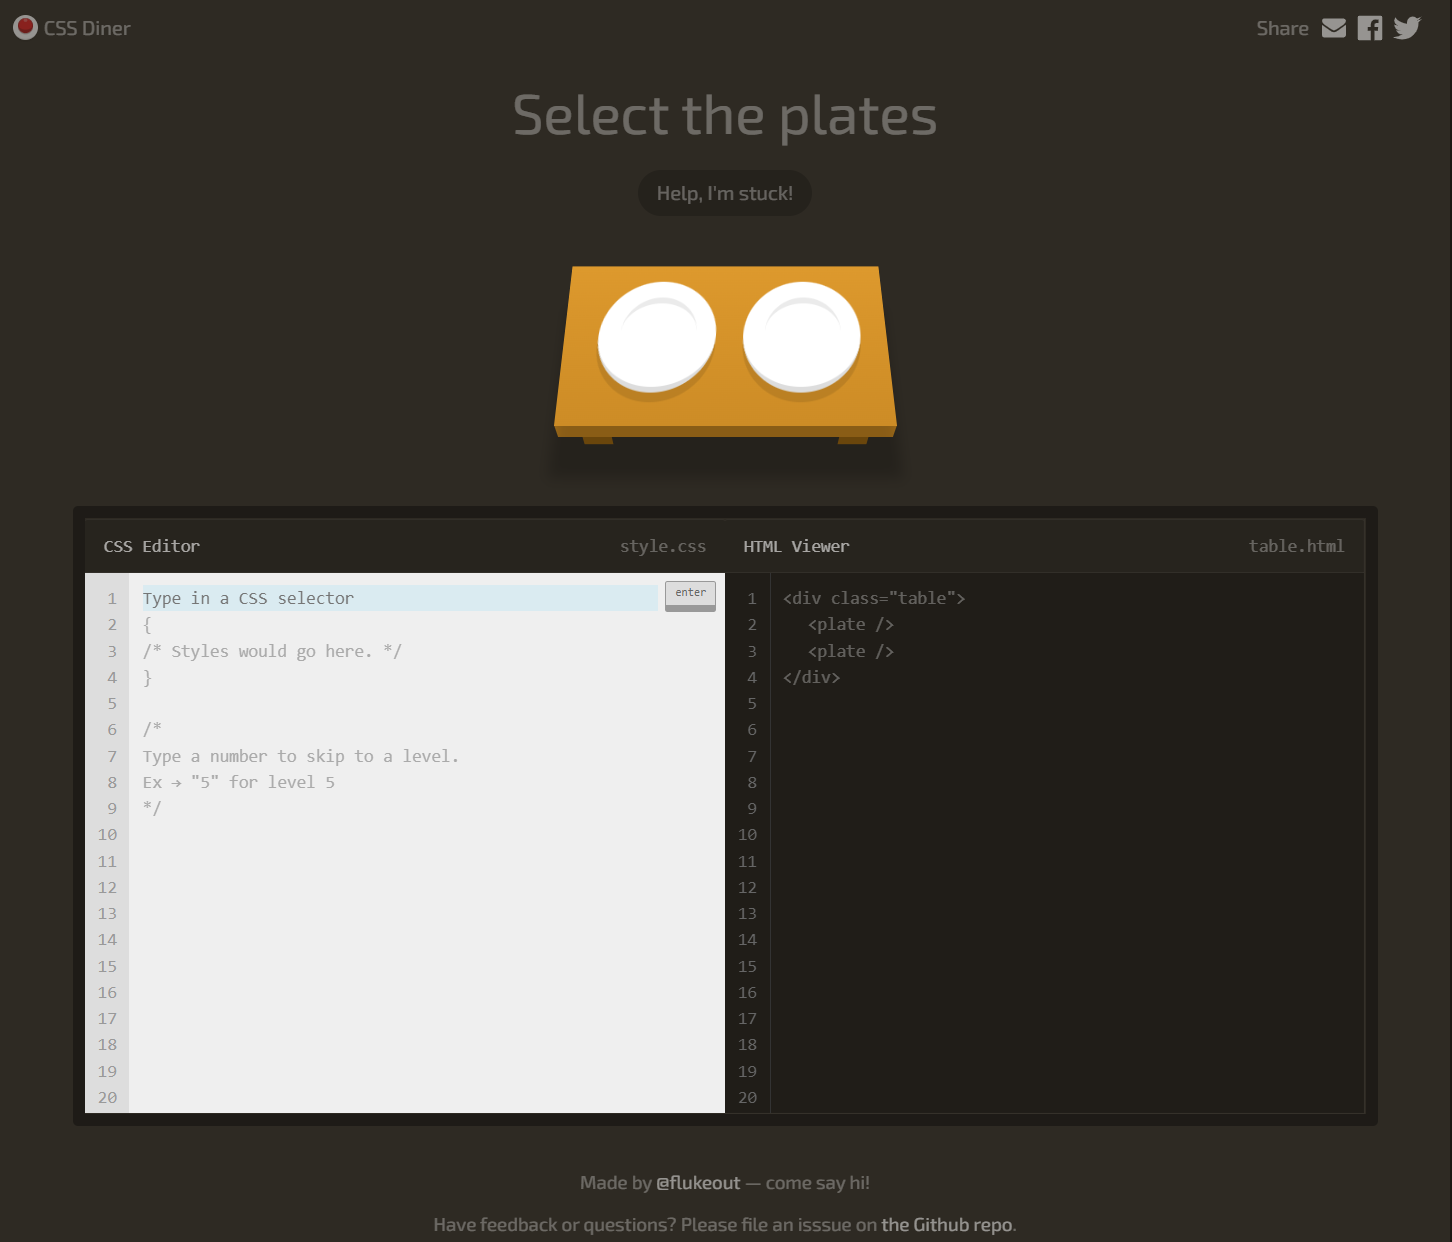 CSS Diner
Share
Select the plates
Help, I'm stuck!
CSS Editor
style.css
1 Type in a CSS selector
enter
2 {
3 /* Styles would go here. */
4 }
5
6 /*
7 Type a number to skip to a level.
8 Ex → "5" for level 5
9 */
10
11
12
13
14
15
16
17
18
19
20
HTML Viewer
table.html
1 <div class="table">
2 <plate />
3 <plate />
4 </div>
5
6
7
8
9
10
11
12
13
14
15
16
17
18
19
20
Made by @flukeout — come say hi!
Have feedback or questions? Please file an isssue on the Github repo.